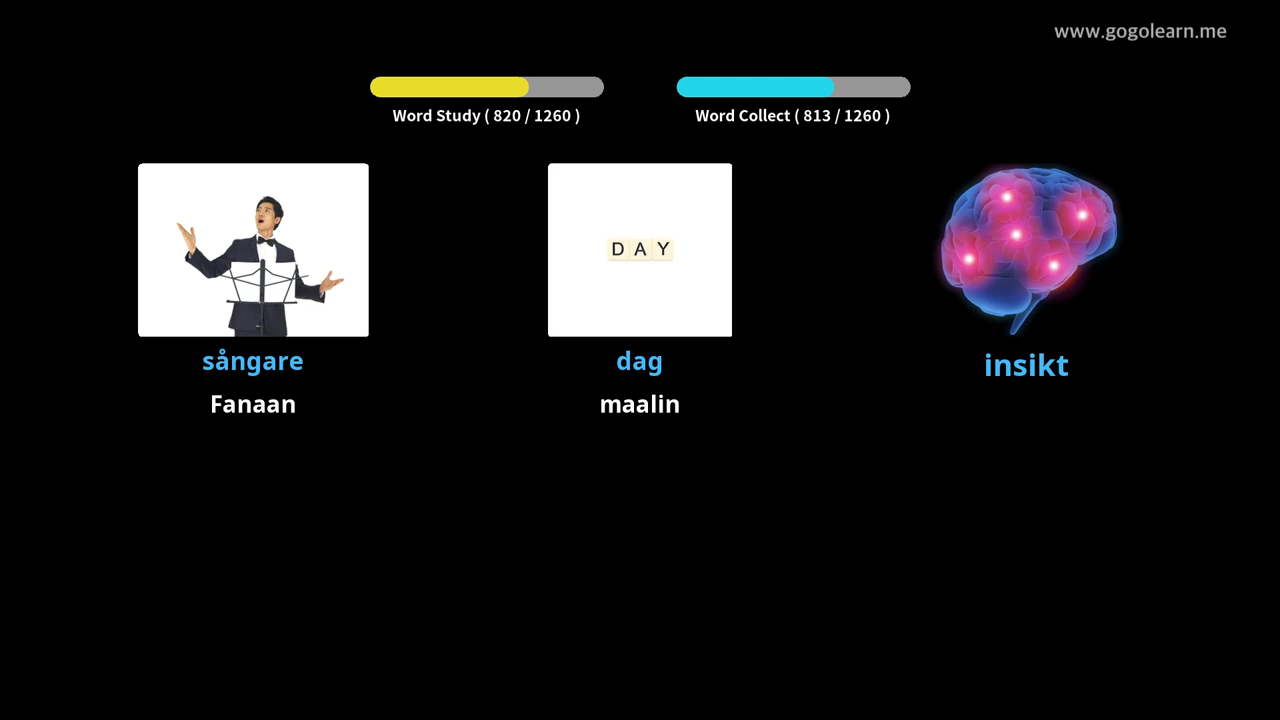 www.gogolearn.me
Word Study ( 820 / 1260 )
Word Collect ( 813 / 1260 )
DAY
sångare
dag
insikt
Fanaan
maalin